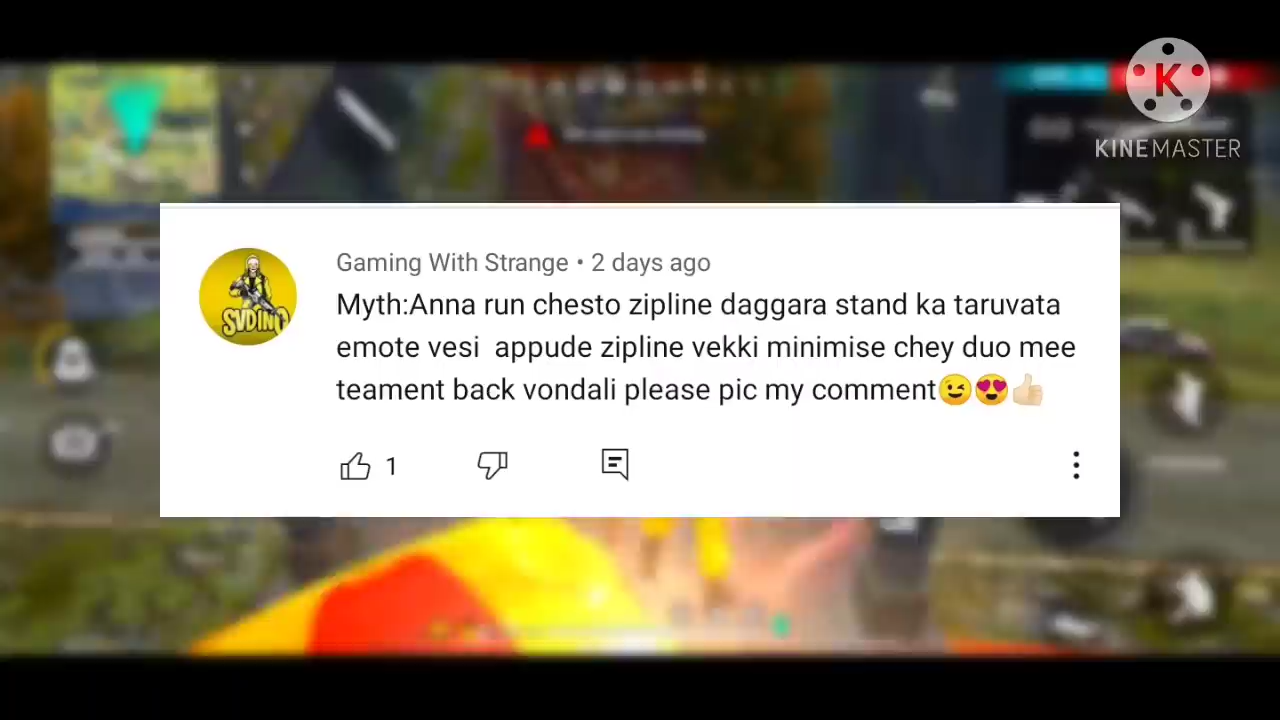 KINEMASTER
Gaming With Strange • 2 days ago
Myth:Anna run chesto zipline daggara stand ka taruvata
emote vesi appude zipline vekki minimise chey duo mee
teament back vondali please pic my comment😉😍👍🏻
SVDINO
1